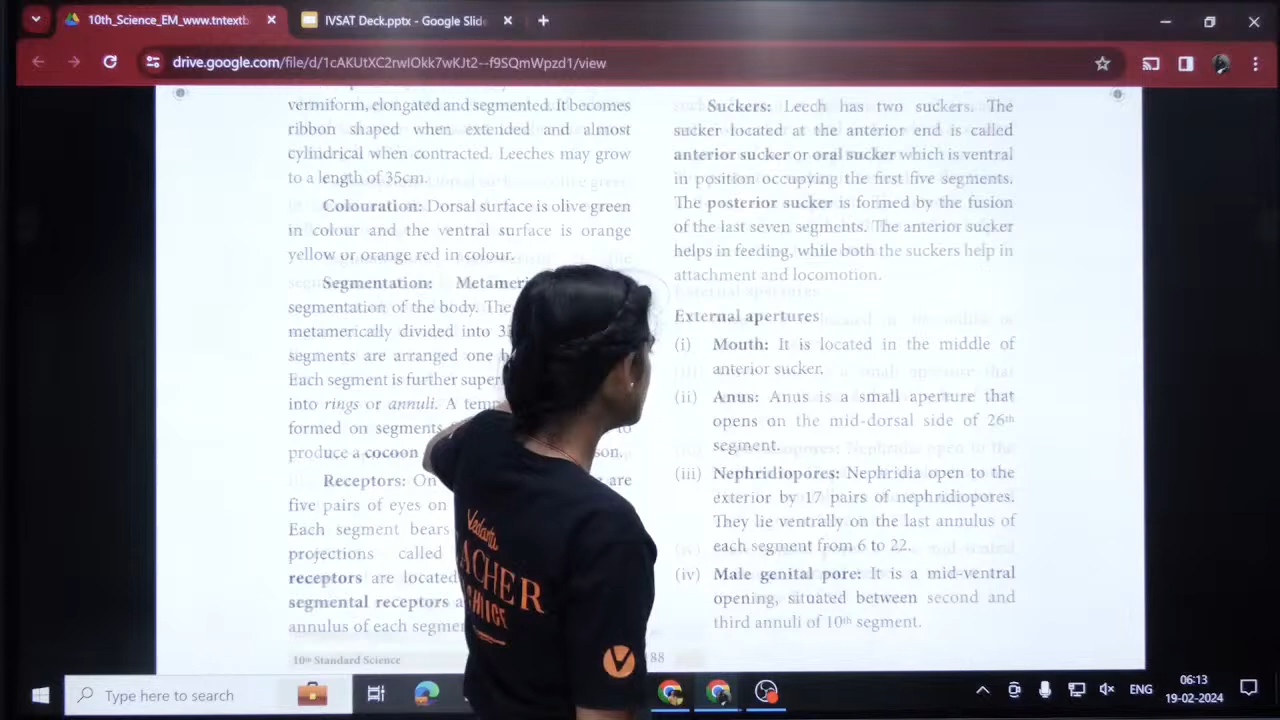 10th_Science_EM_www.tntextb
IVSAT Deck.pptx - Google Slid
drive.google.com/file/d/1cAKUtXC2rwIOkk7wKJt2--f9SQmWpzd1/view
vermiform, elongated and segmented. It becomes
ribbon shaped when extended and almost
cylindrical when contracted. Leeches may grow
to a length of 35cm.
Colouration: Dorsal surface is olive green
in colour and the ventral surface is orange
yellow or orange red in colour.
Segmentation: Metameri
segmentation of the body. The
metamerically divided into 33
segments are arranged one b
Each segment is further super
into rings or annuli. A temp
formed on segments to
produce a cocoon son.
Receptors: On are
five pairs of eyes on
Each segment bears
projections called
receptors are located
segmental receptors a
annulus of each segmen
10th Standard Science
188
Suckers: Leech has two suckers. The
sucker located at the anterior end is called
anterior sucker or oral sucker which is ventral
in position occupying the first five segments.
The posterior sucker is formed by the fusion
of the last seven segments. The anterior sucker
helps in feeding, while both the suckers help in
attachment and locomotion.
External apertures
(i) Mouth: It is located in the middle of
anterior sucker.
(ii) Anus: Anus is a small aperture that
opens on the mid-dorsal side of 26th
segment.
(iii) Nephridiopores: Nephridia open to the
exterior by 17 pairs of nephridiopores.
They lie ventrally on the last annulus of
each segment from 6 to 22.
(iv) Male genital pore: It is a mid-ventral
opening, situated between second and
third annuli of 10th segment.
Vedantu
ACHER
Type here to search
ENG
06:13
19-02-2024